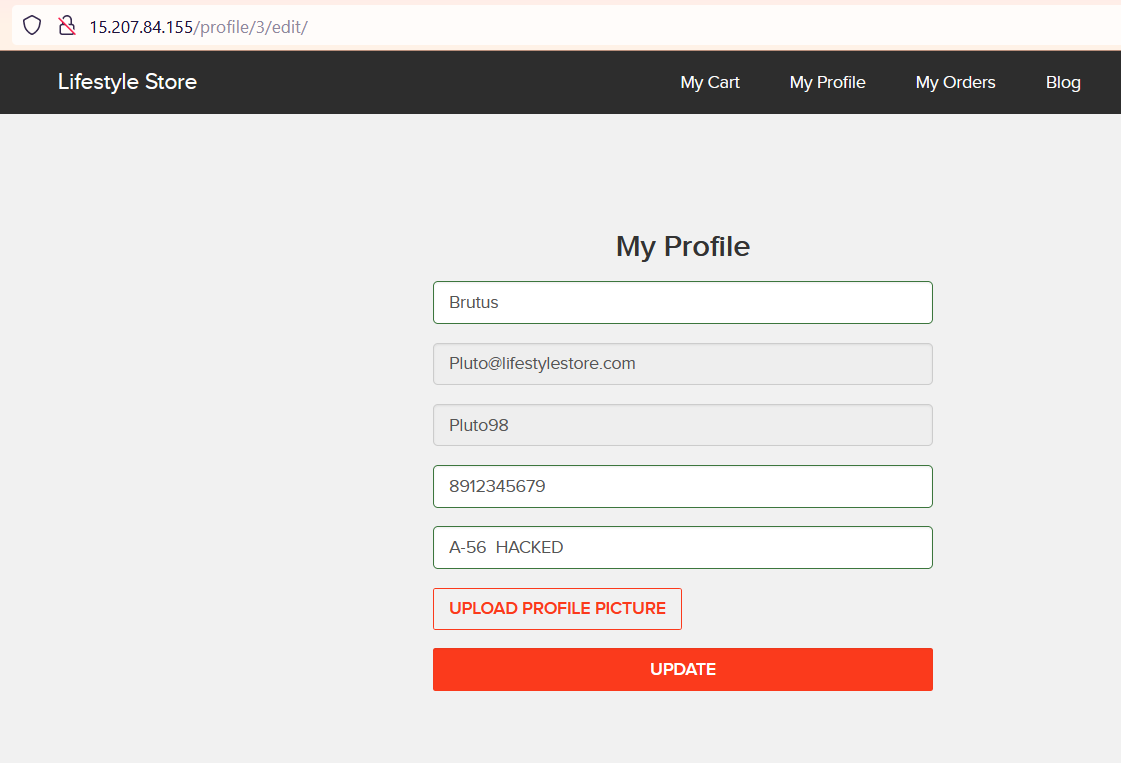 15.207.84.155/profile/3/edit/
Lifestyle Store My Cart My Profile My Orders Blog
My Profile
Brutus
Pluto@lifestylestore.com
Pluto98
8912345679
A-56 HACKED
UPLOAD PROFILE PICTURE
UPDATE